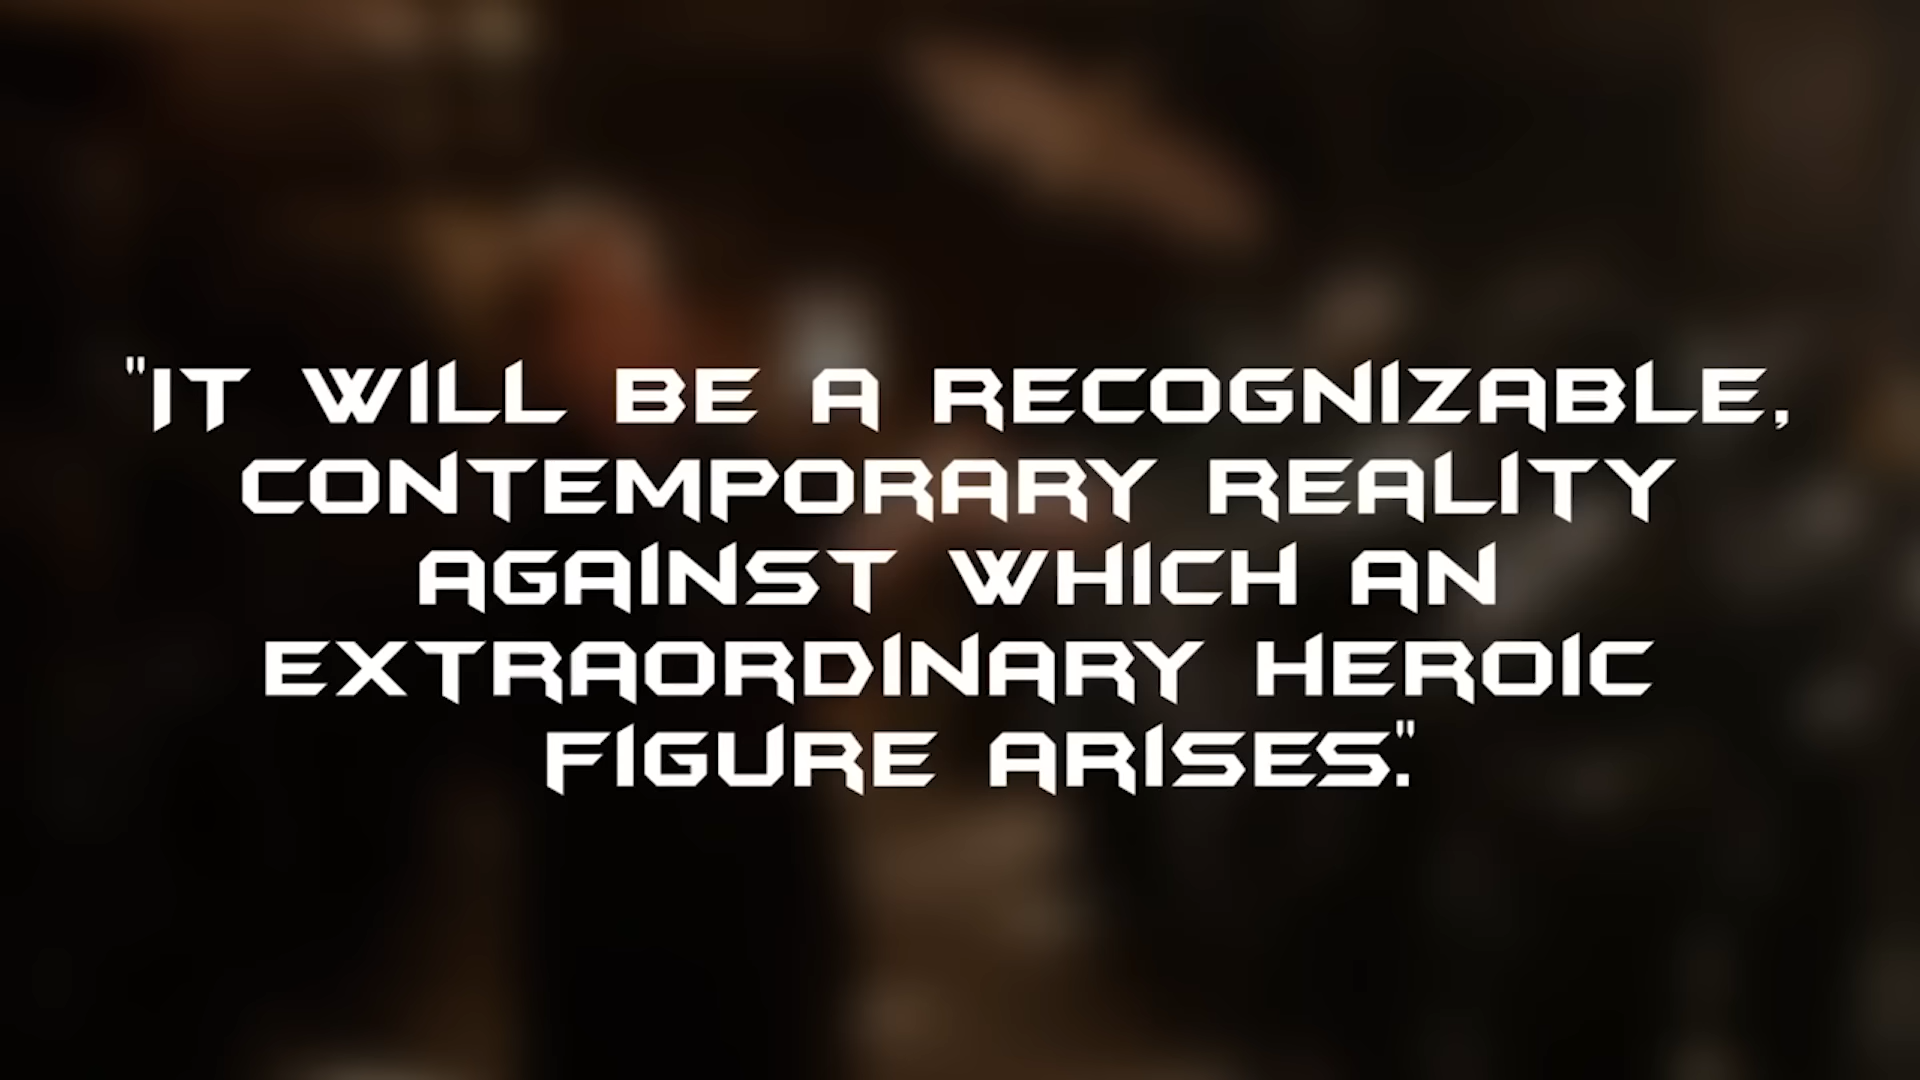 "IT WILL BE A RECOGNIZABLE,
CONTEMPORARY REALITY
AGAINST WHICH AN
EXTRAORDINARY HEROIC
FIGURE ARISES."